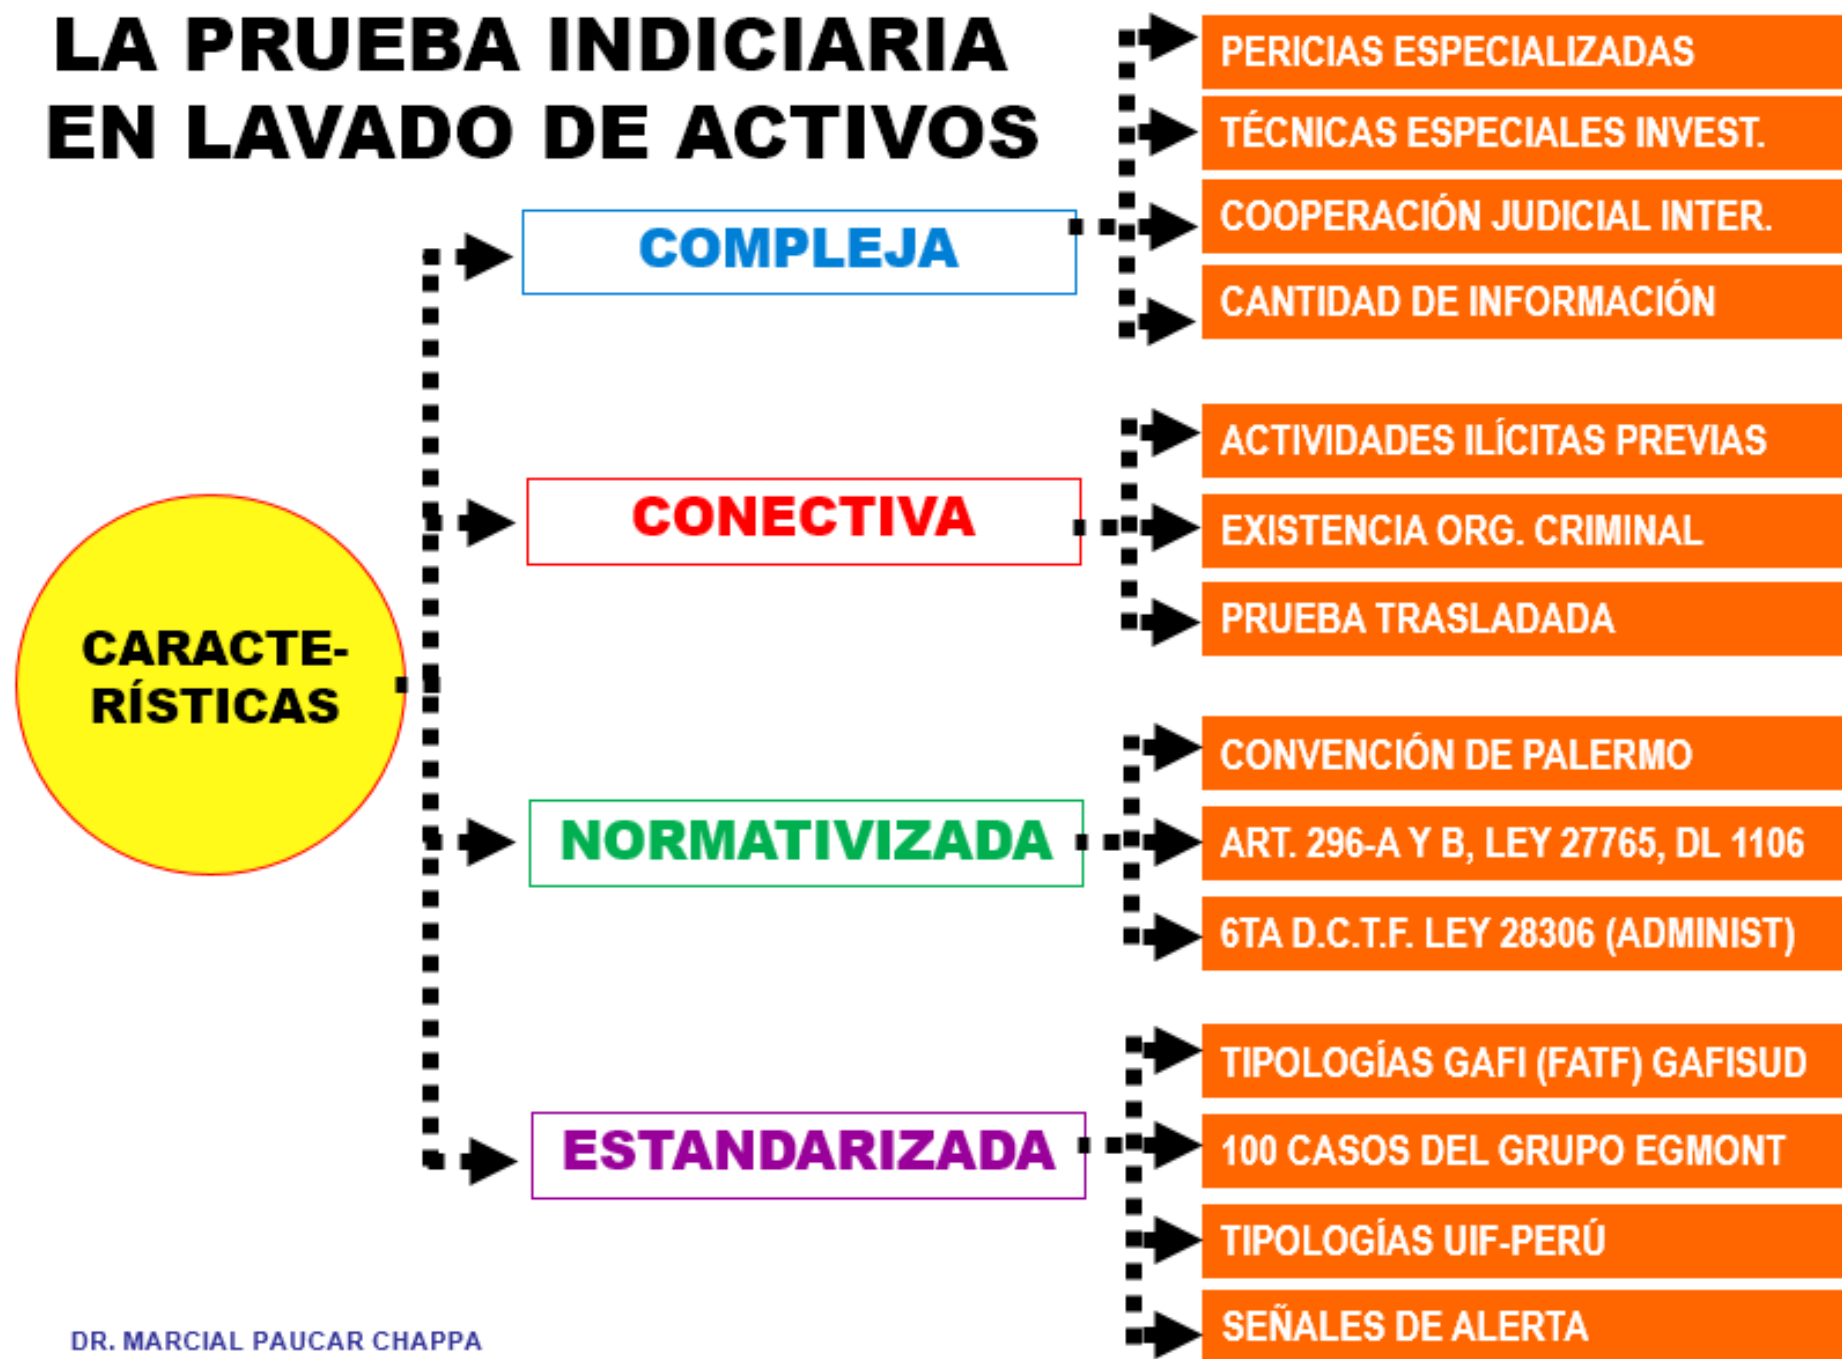 LA PRUEBA INDICIARIA
EN LAVADO DE ACTIVOS
CARACTE-
RÍSTICAS
COMPLEJA
PERICIAS ESPECIALIZADAS
TÉCNICAS ESPECIALES INVEST.
COOPERACIÓN JUDICIAL INTER.
CANTIDAD DE INFORMACIÓN
CONECTIVA
ACTIVIDADES ILÍCITAS PREVIAS
EXISTENCIA ORG. CRIMINAL
PRUEBA TRASLADADA
NORMATIVIZADA
CONVENCIÓN DE PALERMO
ART. 296-A Y B, LEY 27765, DL 1106
6TA D.C.T.F. LEY 28306 (ADMINIST)
ESTANDARIZADA
TIPOLOGÍAS GAFI (FATF) GAFISUD
100 CASOS DEL GRUPO EGMONT
TIPOLOGÍAS UIF-PERÚ
SEÑALES DE ALERTA
DR. MARCIAL PAUCAR CHAPPA